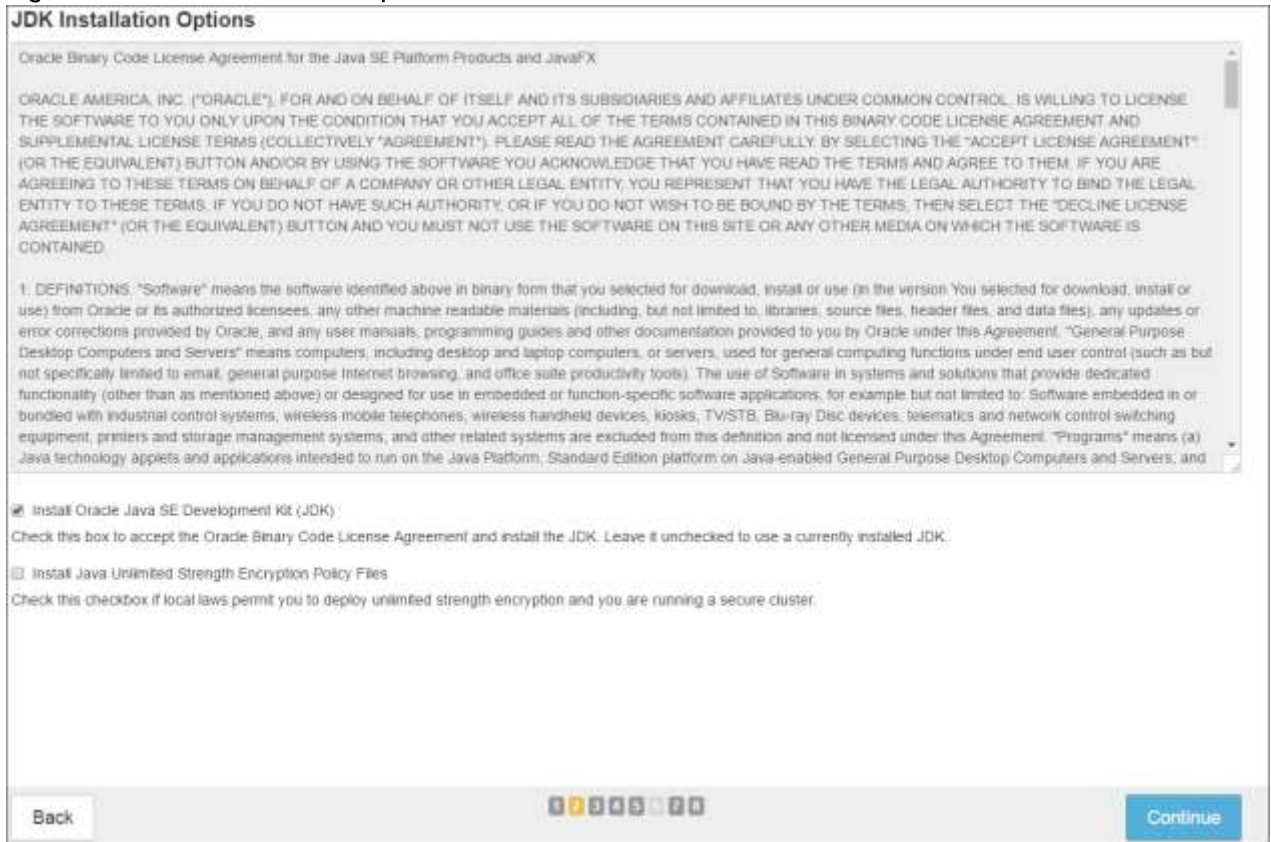 JDK Installation Options
Oracle Binary Code License Agreement for the Java SE Platform Products and JavaFX
ORACLE AMERICA, INC. ("ORACLE"), FOR AND ON BEHALF OF ITSELF AND ITS SUBSIDIARIES AND AFFILIATES UNDER COMMON CONTROL, IS WILLING TO LICENSE
THE SOFTWARE TO YOU ONLY UPON THE CONDITION THAT YOU ACCEPT ALL OF THE TERMS CONTAINED IN THIS BINARY CODE LICENSE AGREEMENT AND
SUPPLEMENTAL LICENSE TERMS (COLLECTIVELY "AGREEMENT"). PLEASE READ THE AGREEMENT CAREFULLY. BY SELECTING THE "ACCEPT LICENSE AGREEMENT"
(OR THE EQUIVALENT) BUTTON AND/OR BY USING THE SOFTWARE YOU ACKNOWLEDGE THAT YOU HAVE READ THE TERMS AND AGREE TO THEM. IF YOU ARE
AGREEING TO THESE TERMS ON BEHALF OF A COMPANY OR OTHER LEGAL ENTITY, YOU REPRESENT THAT YOU HAVE THE LEGAL AUTHORITY TO BIND THE LEGAL
ENTITY TO THESE TERMS. IF YOU DO NOT HAVE SUCH AUTHORITY, OR IF YOU DO NOT WISH TO BE BOUND BY THE TERMS, THEN SELECT THE "DECLINE LICENSE
AGREEMENT" (OR THE EQUIVALENT) BUTTON AND YOU MUST NOT USE THE SOFTWARE ON THIS SITE OR ANY OTHER MEDIA ON WHICH THE SOFTWARE IS
CONTAINED.
1. DEFINITIONS. "Software" means the software identified above in binary form that you selected for download, install or use (in the version You selected for download, install or
use) from Oracle or its authorized licensees, any other machine readable materials (including, but not limited to, libraries, source files, header files, and data files), any updates or
error corrections provided by Oracle, and any user manuals, programming guides and other documentation provided to you by Oracle under this Agreement. "General Purpose
Desktop Computers and Servers" means computers, including desktop and laptop computers, or servers, used for general computing functions under end user control (such as but
not specifically limited to email, general purpose Internet browsing, and office suite productivity tools). The use of Software in systems and solutions that provide dedicated
functionality (other than as mentioned above) or designed for use in embedded or function-specific software applications, for example but not limited to: Software embedded in or
bundled with industrial control systems, wireless mobile telephones, wireless handheld devices, kiosks, TV/STB, Blu-ray Disc devices, telematics and network control switching
equipment, printers and storage management systems, and other related systems are excluded from this definition and not licensed under this Agreement. "Programs" means (a)
Java technology applets and applications intended to run on the Java Platform, Standard Edition platform on Java-enabled General Purpose Desktop Computers and Servers; and
Install Oracle Java SE Development Kit (JDK)
Check this box to accept the Oracle Binary Code License Agreement and install the JDK. Leave it unchecked to use a currently installed JDK.
Install Java Unlimited Strength Encryption Policy Files
Check this checkbox if local laws permit you to deploy unlimited strength encryption and you are running a secure cluster.
Back
1 2 3 4 5 7 8
Continue